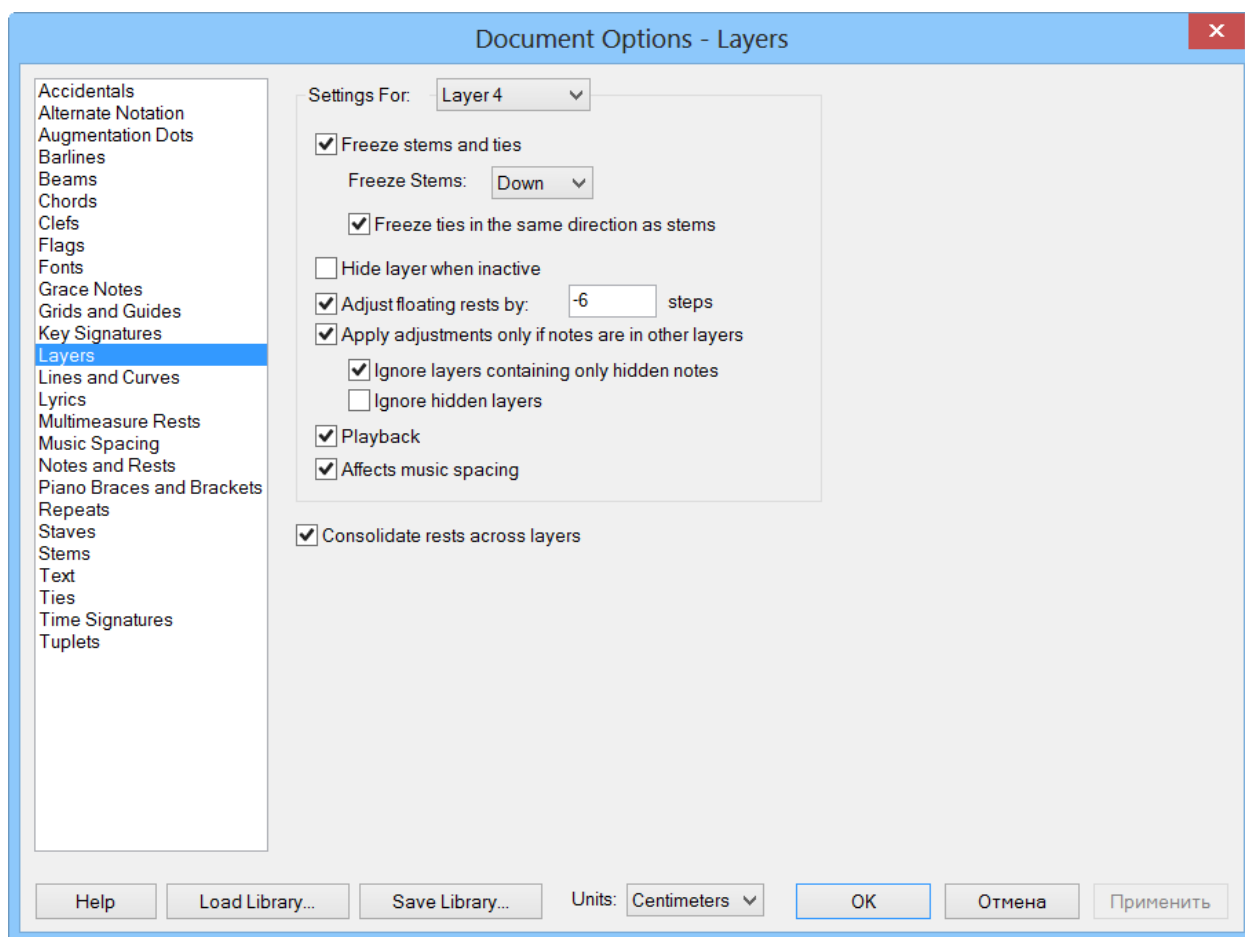 Document Options - Layers
Accidentals
Alternate Notation
Augmentation Dots
Barlines
Beams
Chords
Clefs
Flags
Fonts
Grace Notes
Grids and Guides
Key Signatures
Layers
Lines and Curves
Lyrics
Multimeasure Rests
Music Spacing
Notes and Rests
Piano Braces and Brackets
Repeats
Staves
Stems
Text
Ties
Time Signatures
Tuplets
Settings For: Layer 4
Freeze stems and ties
Freeze Stems: Down
Freeze ties in the same direction as stems
Hide layer when inactive
Adjust floating rests by: -6 steps
Apply adjustments only if notes are in other layers
Ignore layers containing only hidden notes
Ignore hidden layers
Playback
Affects music spacing
Consolidate rests across layers
Help Load Library... Save Library... Units: Centimeters OK Отмена Применить